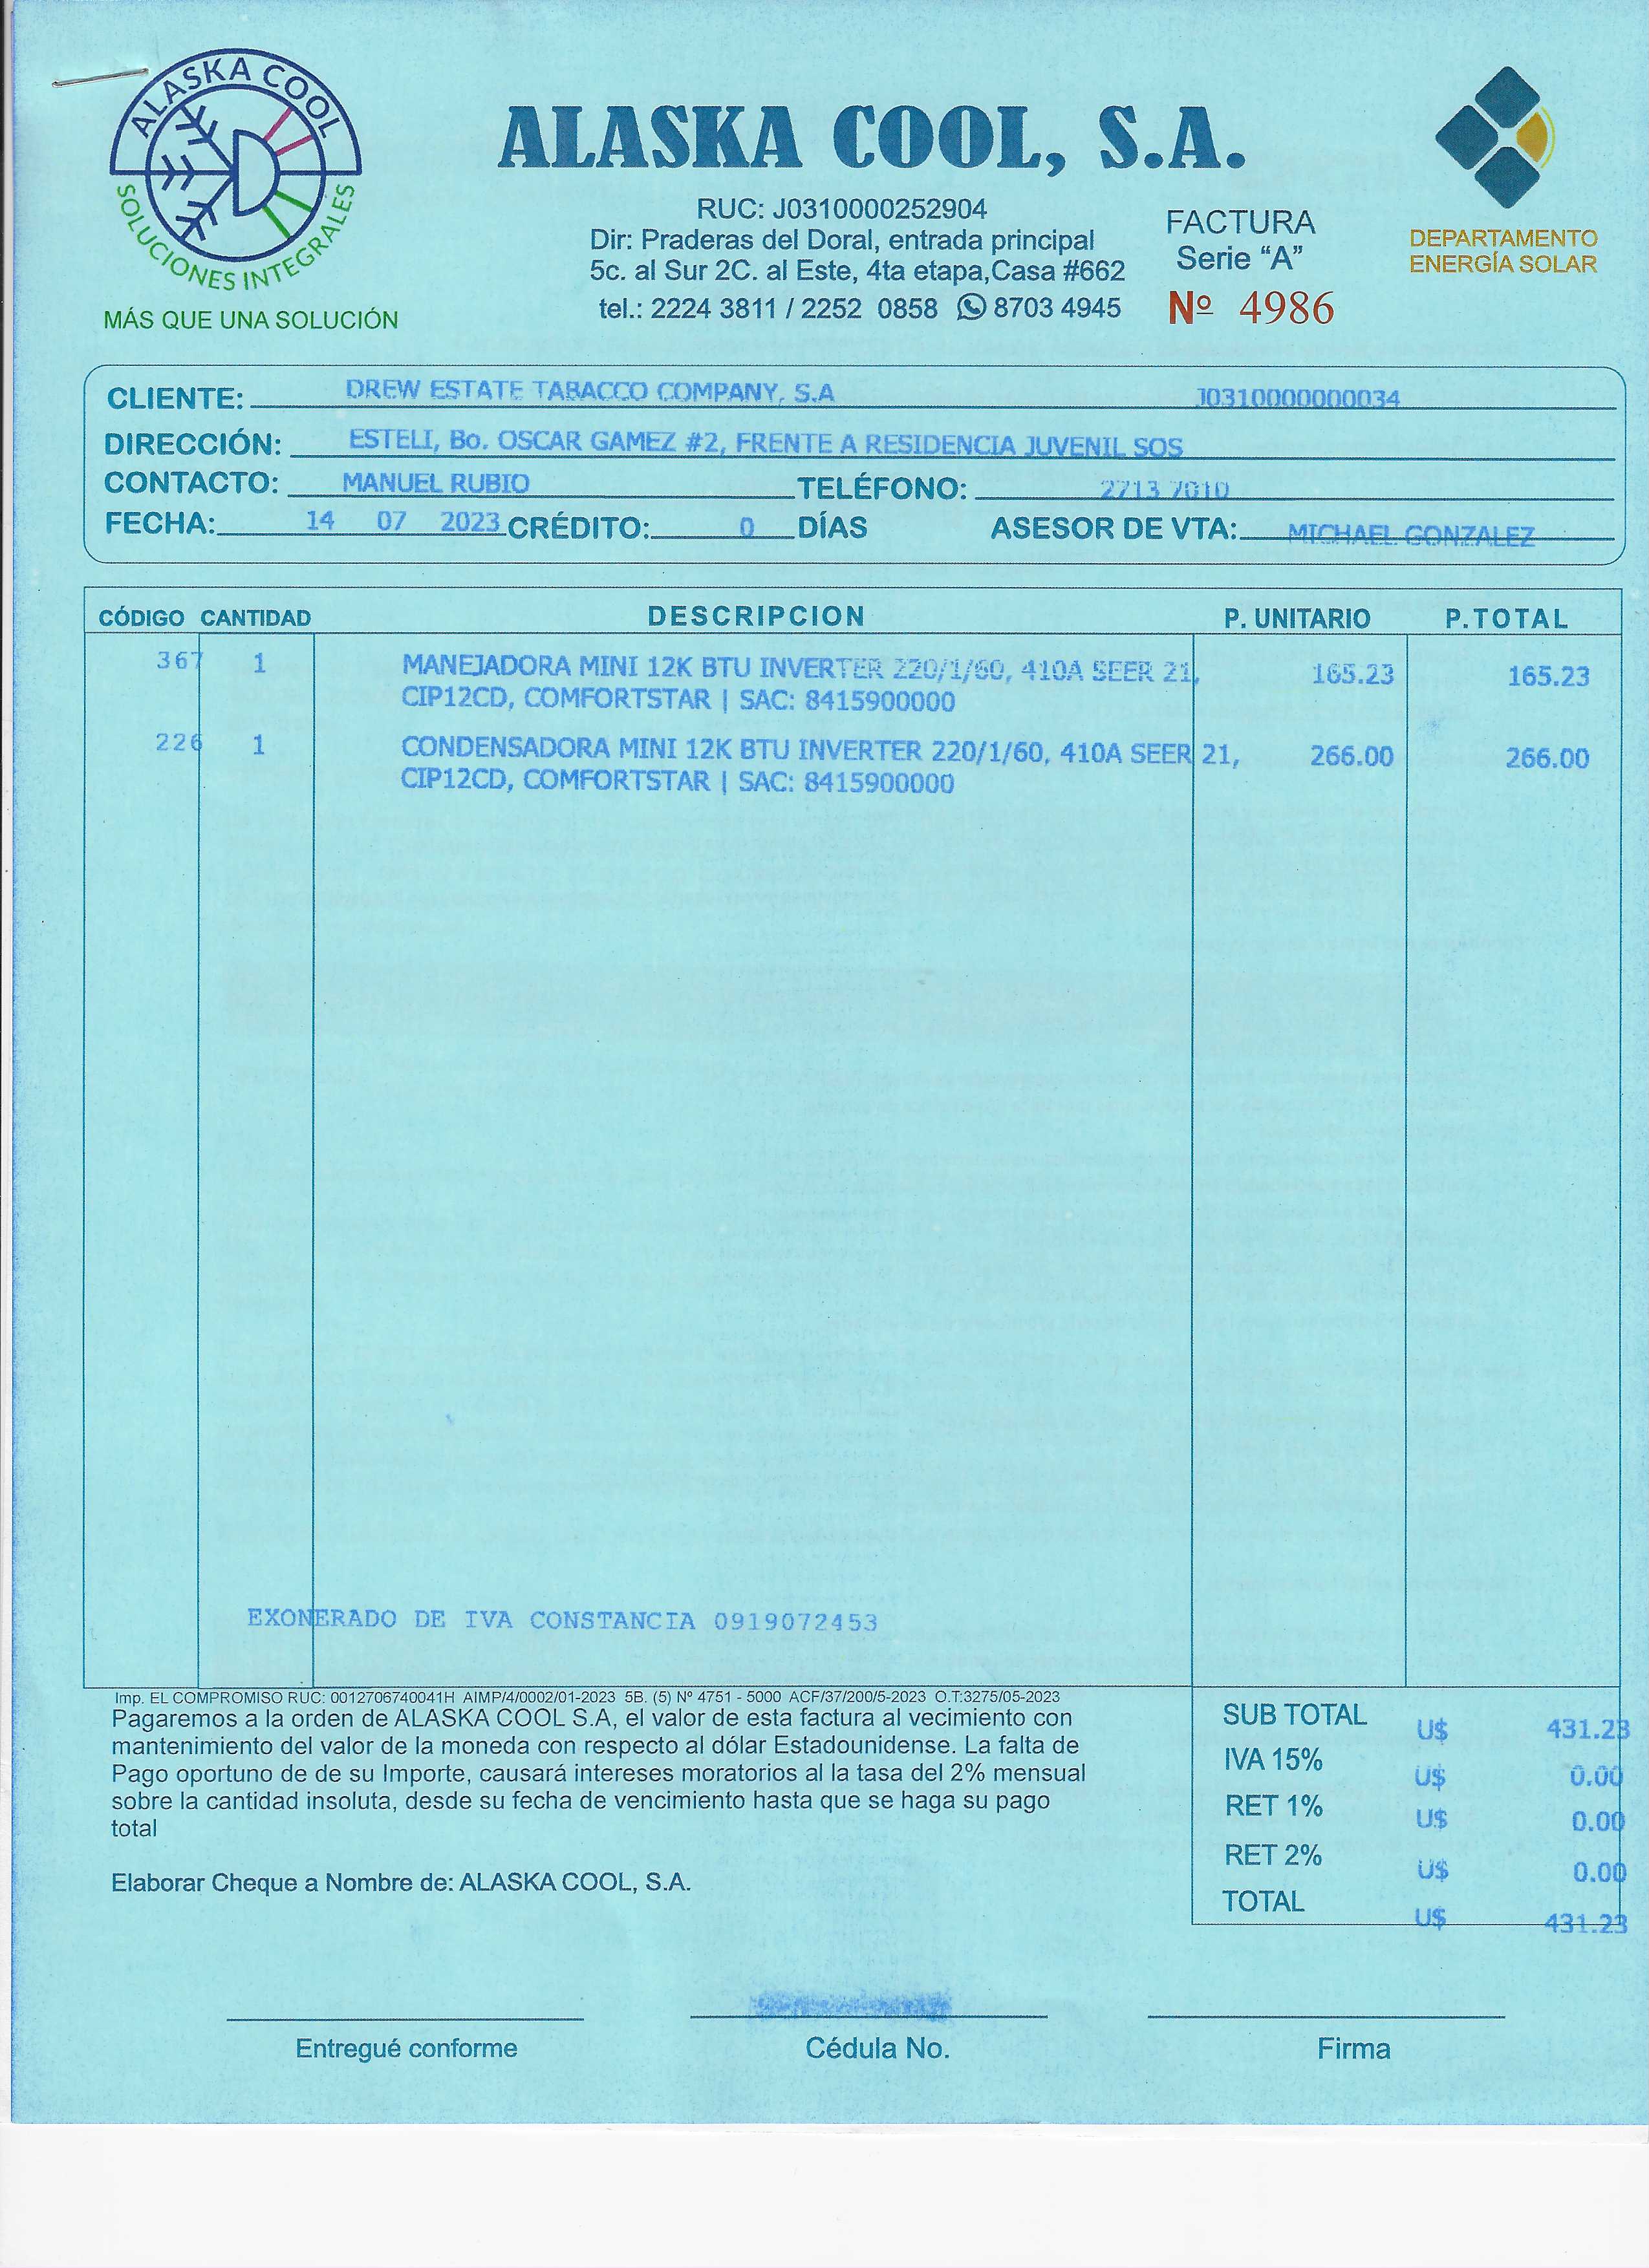 ALASKA COOL
SOLUCIONES INTEGRALES
MÁS QUE UNA SOLUCIÓN
ALASKA COOL, S.A.
RUC: J0310000252904
Dir: Praderas del Doral, entrada principal
5c. al Sur 2C. al Este, 4ta etapa,Casa #662
tel.: 2224 3811 / 2252 0858 8703 4945
FACTURA
Serie “A”
Nº 4986
DEPARTAMENTO
ENERGÍA SOLAR
CLIENTE: DREW ESTATE TABACCO COMPANY, S.A J0310000000034
DIRECCIÓN: ESTELI, Bo. OSCAR GAMEZ #2, FRENTE A RESIDENCIA JUVENIL SOS
CONTACTO: MANUEL RUBIO TELÉFONO: 2713 7010
FECHA: 14 07 2023 CRÉDITO: 0 DÍAS ASESOR DE VTA: MICHAEL GONZALEZ
CÓDIGO CANTIDAD DESCRIPCION P. UNITARIO P.TOTAL
367 1 MANEJADORA MINI 12K BTU INVERTER 220/1/60, 410A SEER 21, 165.23 165.23
CIP12CD, COMFORTSTAR | SAC: 8415900000
226 1 CONDENSADORA MINI 12K BTU INVERTER 220/1/60, 410A SEER 21, 266.00 266.00
CIP12CD, COMFORTSTAR | SAC: 8415900000
EXONERADO DE IVA CONSTANCIA 0919072453
Imp. EL COMPROMISO RUC: 0012706740041H AIMP/4/0002/01-2023 5B. (5) Nº 4751 - 5000 ACF/37/200/5-2023 O.T:3275/05-2023
Pagaremos a la orden de ALASKA COOL S.A, el valor de esta factura al vecimiento con
mantenimiento del valor de la moneda con respecto al dólar Estadounidense. La falta de
Pago oportuno de de su Importe, causará intereses moratorios al la tasa del 2% mensual
sobre la cantidad insoluta, desde su fecha de vencimiento hasta que se haga su pago
total
Elaborar Cheque a Nombre de: ALASKA COOL, S.A.
SUB TOTAL U$ 431.23
IVA 15% U$ 0.00
RET 1% U$ 0.00
RET 2% U$ 0.00
TOTAL U$ 431.23
Entregué conforme Cédula No. Firma